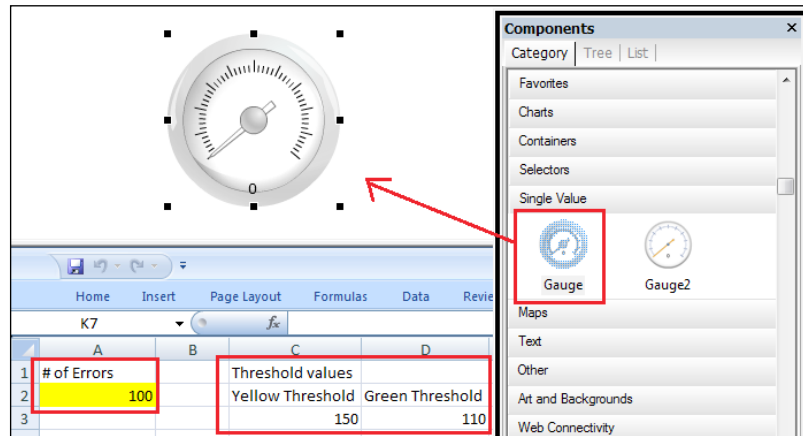 0
Components ×
Category Tree List
Favorites
Charts
Containers
Selectors
Single Value
Gauge Gauge2
Maps
Text
Other
Art and Backgrounds
Web Connectivity
Home Insert Page Layout Formulas Data Revie
K7 fx
A B C D
1 # of Errors Threshold values
2 100 Yellow Threshold Green Threshold
3 150 110